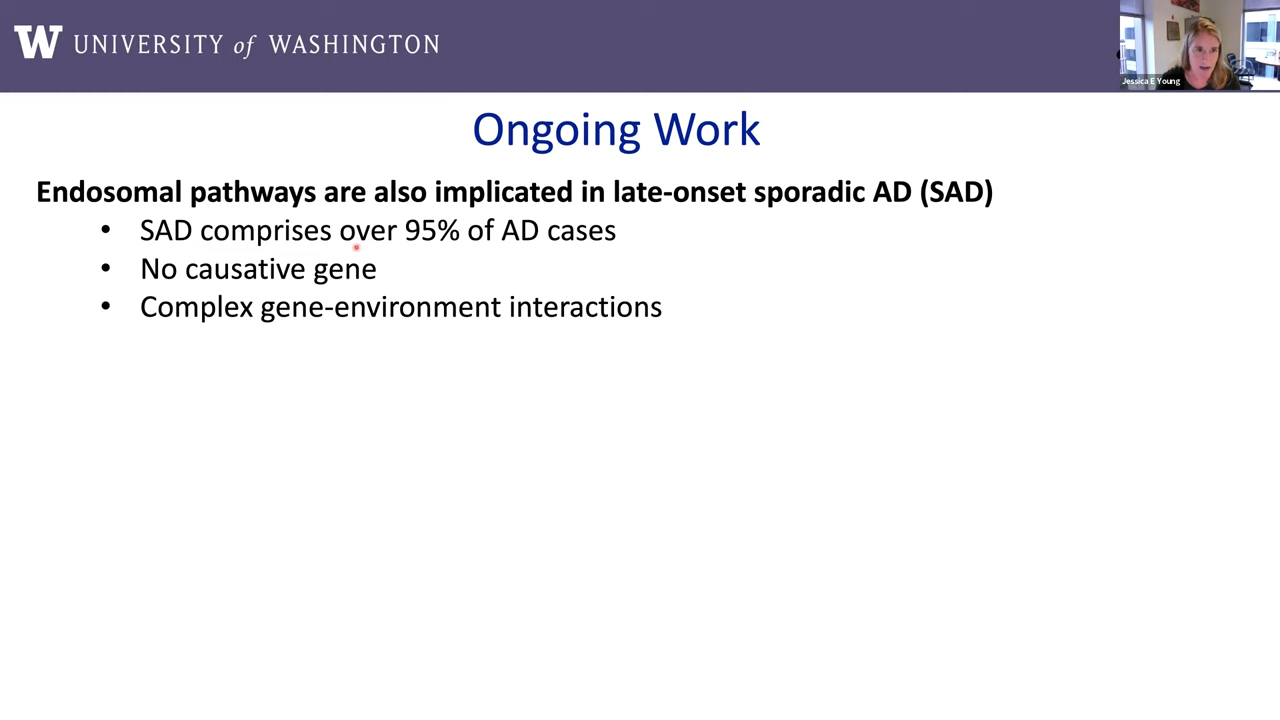 W UNIVERSITY of WASHINGTON
Jessica E Young
Ongoing Work
Endosomal pathways are also implicated in late-onset sporadic AD (SAD)
• SAD comprises over 95% of AD cases
• No causative gene
• Complex gene-environment interactions